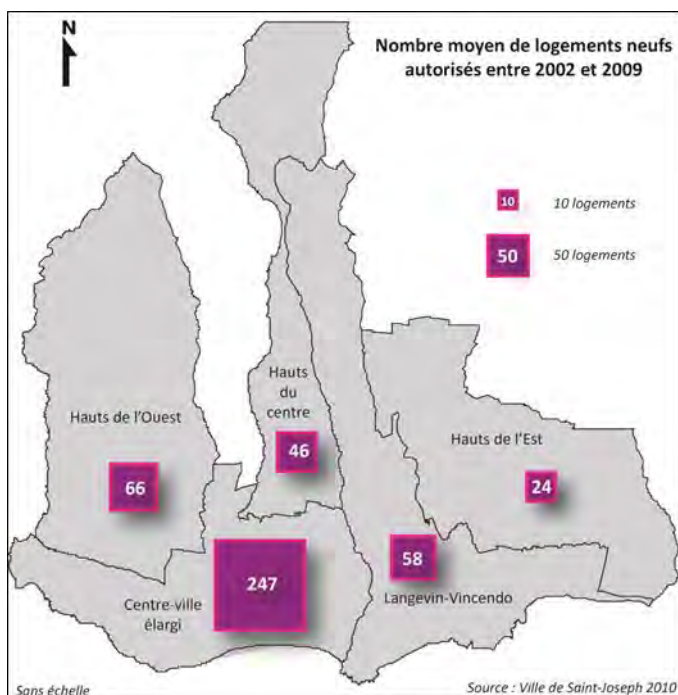 N
Nombre moyen de logements neufs
autorisés entre 2002 et 2009
10
10 logements
50
50 logements
Hauts
du
centre
Hauts de l'Ouest
Hauts de l'Est
46
66
24
58
247
Centre-ville
élargi
Langevin-Vincendo
Sans échelle
Source : Ville de Saint-Joseph 2010